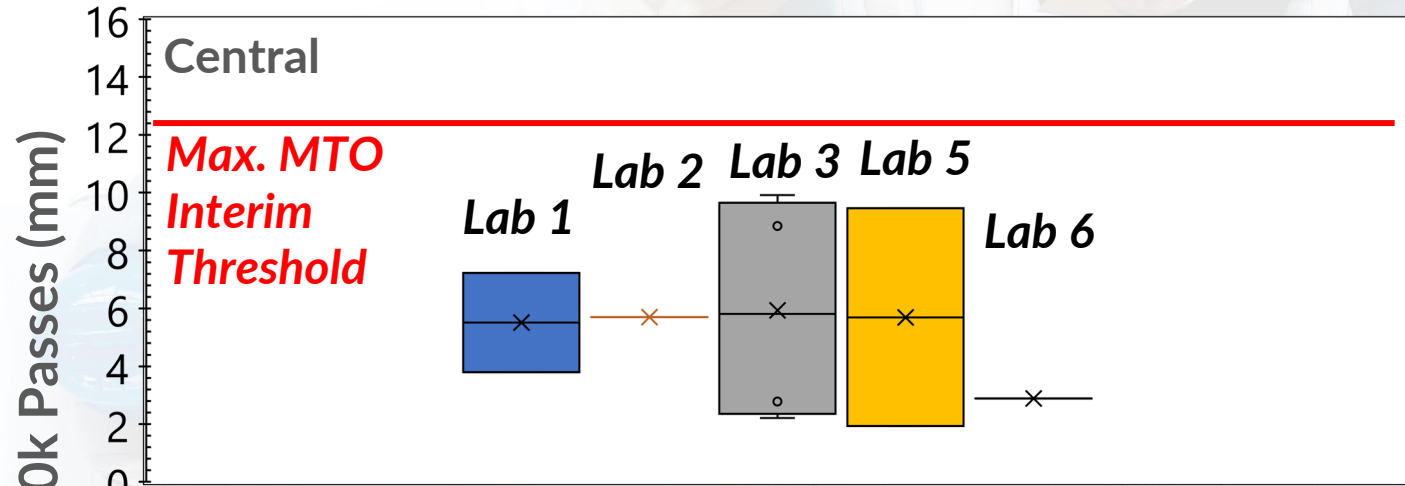 16
14
12
10
8
6
4
2
0
0k Passes (mm)
Central
Max. MTO
Interim
Threshold
Lab 1
Lab 2
Lab 3
Lab 5
Lab 6